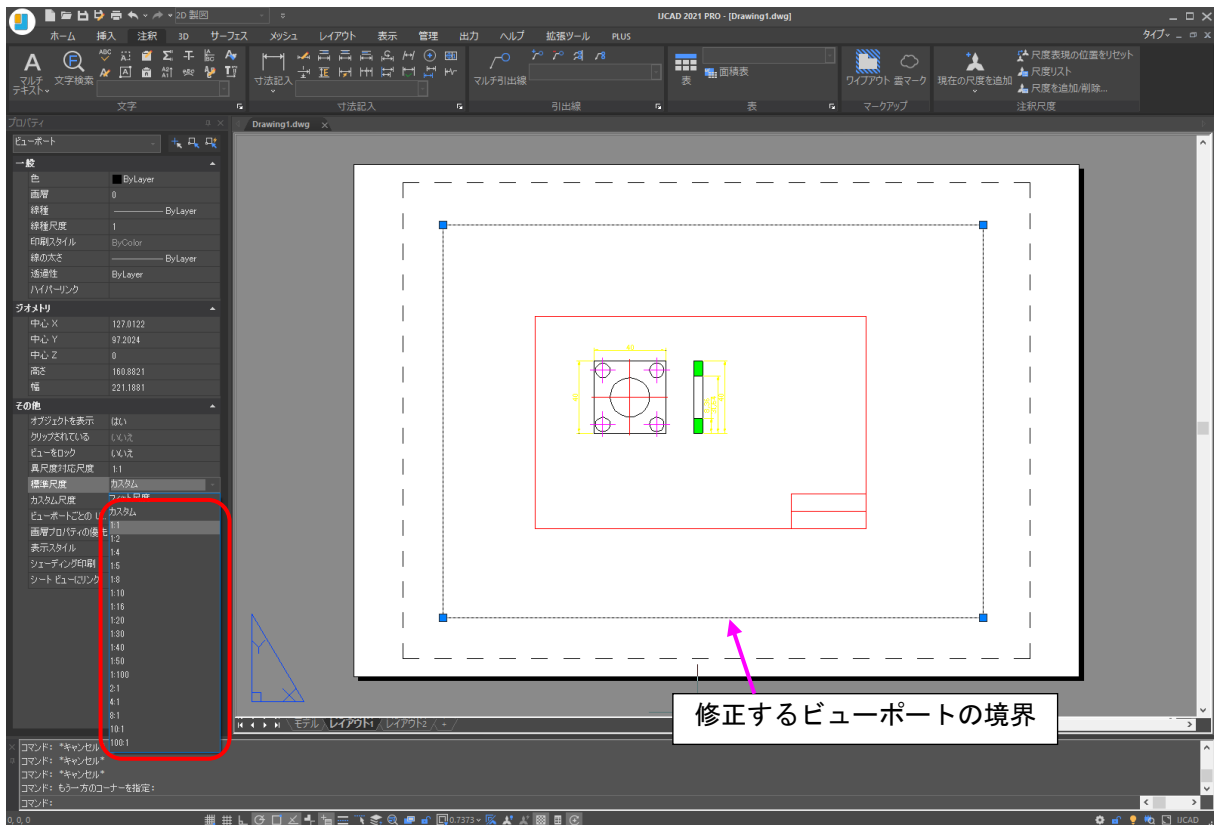 2D 製図
IJCAD 2021 PRO - [Drawing1.dwg]
ホーム 挿入 注釈 3D サーフェス メッシュ レイアウト 表示 管理 出力 ヘルプ 拡張ツール PLUS
タイプ
マルチテキスト
文字検索
文字
寸法記入
寸法記入
マルチ引出線
引出線
表
面積表
表
ワイプアウト 雲マーク
マークアップ
現在の尺度を追加
尺度表現の位置をリセット
尺度リスト
尺度を追加/削除...
注釈尺度
プロパティ
Drawing1.dwg
ビューポート
一般
色 ByLayer
画層 0
線種 ByLayer
線種尺度 1
印刷スタイル ByColor
線の太さ ByLayer
透過性 ByLayer
ハイパーリンク
ジオメトリ
中心 X 127.0122
中心 Y 97.2024
中心 Z 0
高さ 160.8821
幅 221.1881
その他
オブジェクトを表示 はい
クリップされている いいえ
ビューをロック いいえ
異尺度対応尺度 1:1
標準尺度 カスタム
カスタム尺度
ビューポートごとの U
画層プロパティの優先
表示スタイル
シェーディング印刷
シート ビューにリンク
カスタム
1:1
1:2
1:4
1:5
1:8
1:10
1:16
1:20
1:30
1:40
1:50
1:100
2:1
4:1
8:1
10:1
100:1
修正するビューポートの境界
Y
X
モデル レイアウト1 レイアウト2 +
コマンド: *キャンセル*
コマンド: *キャンセル*
コマンド: *キャンセル*
コマンド: もう一方のコーナーを指定:
コマンド:
0, 0, 0
0.7373
IJCAD